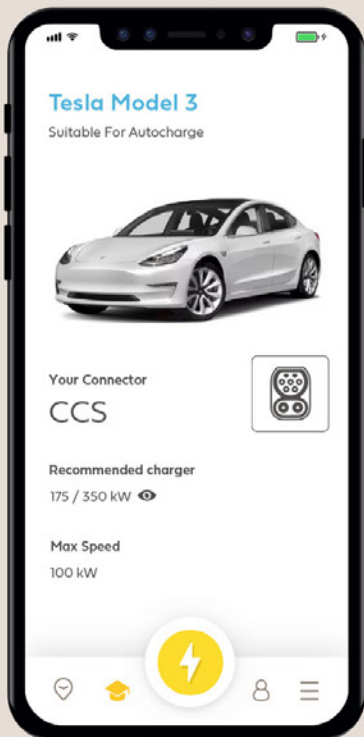 Tesla Model 3
Suitable For Autocharge
Your Connector
CCS
Recommended charger
175 / 350 kW
Max Speed
100 kW